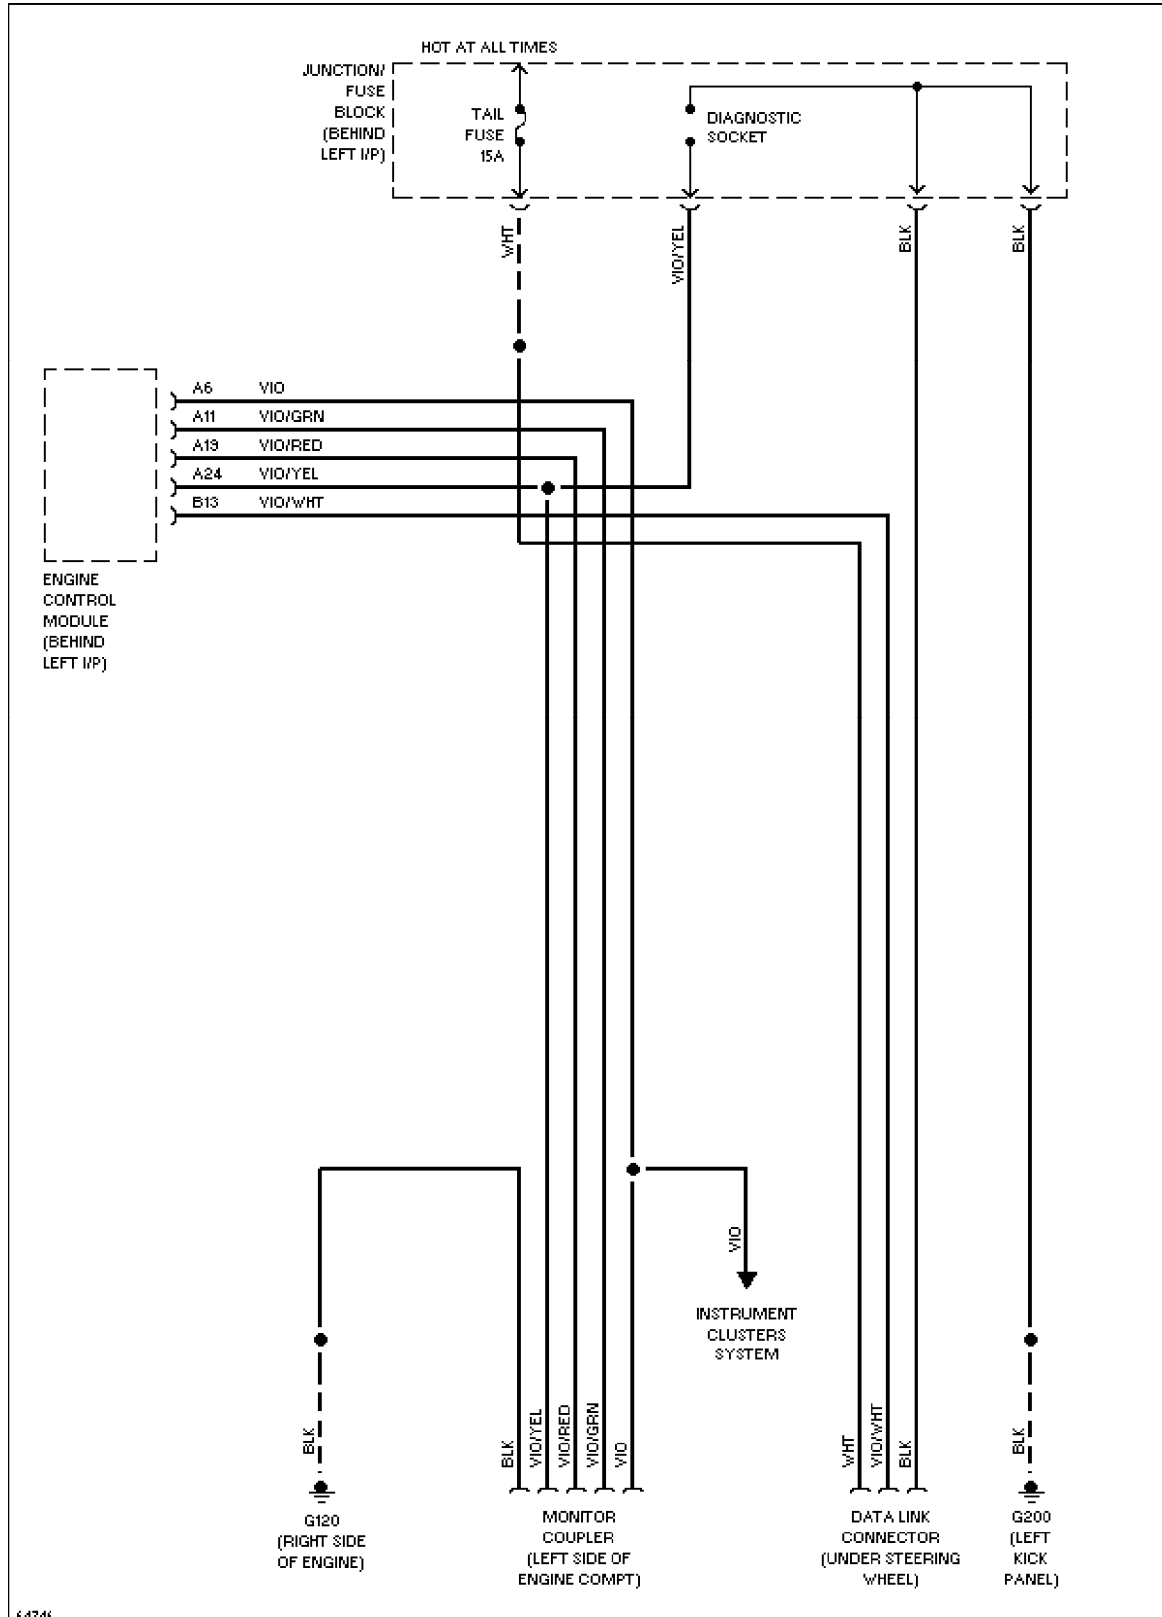 HOT AT ALL TIMES
JUNCTION/
FUSE
BLOCK
(BEHIND
LEFT I/P)
TAIL
FUSE
15A
DIAGNOSTIC
SOCKET
WHT
VIO/YEL
BLK
BLK
A6 VIO
A11 VIO/GRN
A19 VIO/RED
A24 VIO/YEL
B13 VIO/WHT
ENGINE
CONTROL
MODULE
(BEHIND
LEFT I/P)
VIO
INSTRUMENT
CLUSTERS
SYSTEM
BLK
BLK
VIO/YEL
VIO/RED
VIO/GRN
VIO
WHT
VIO/WHT
BLK
BLK
G120
(RIGHT SIDE
OF ENGINE)
MONITOR
COUPLER
(LEFT SIDE OF
ENGINE COMPT)
DATA LINK
CONNECTOR
(UNDER STEERING
WHEEL)
G200
(LEFT
KICK
PANEL)